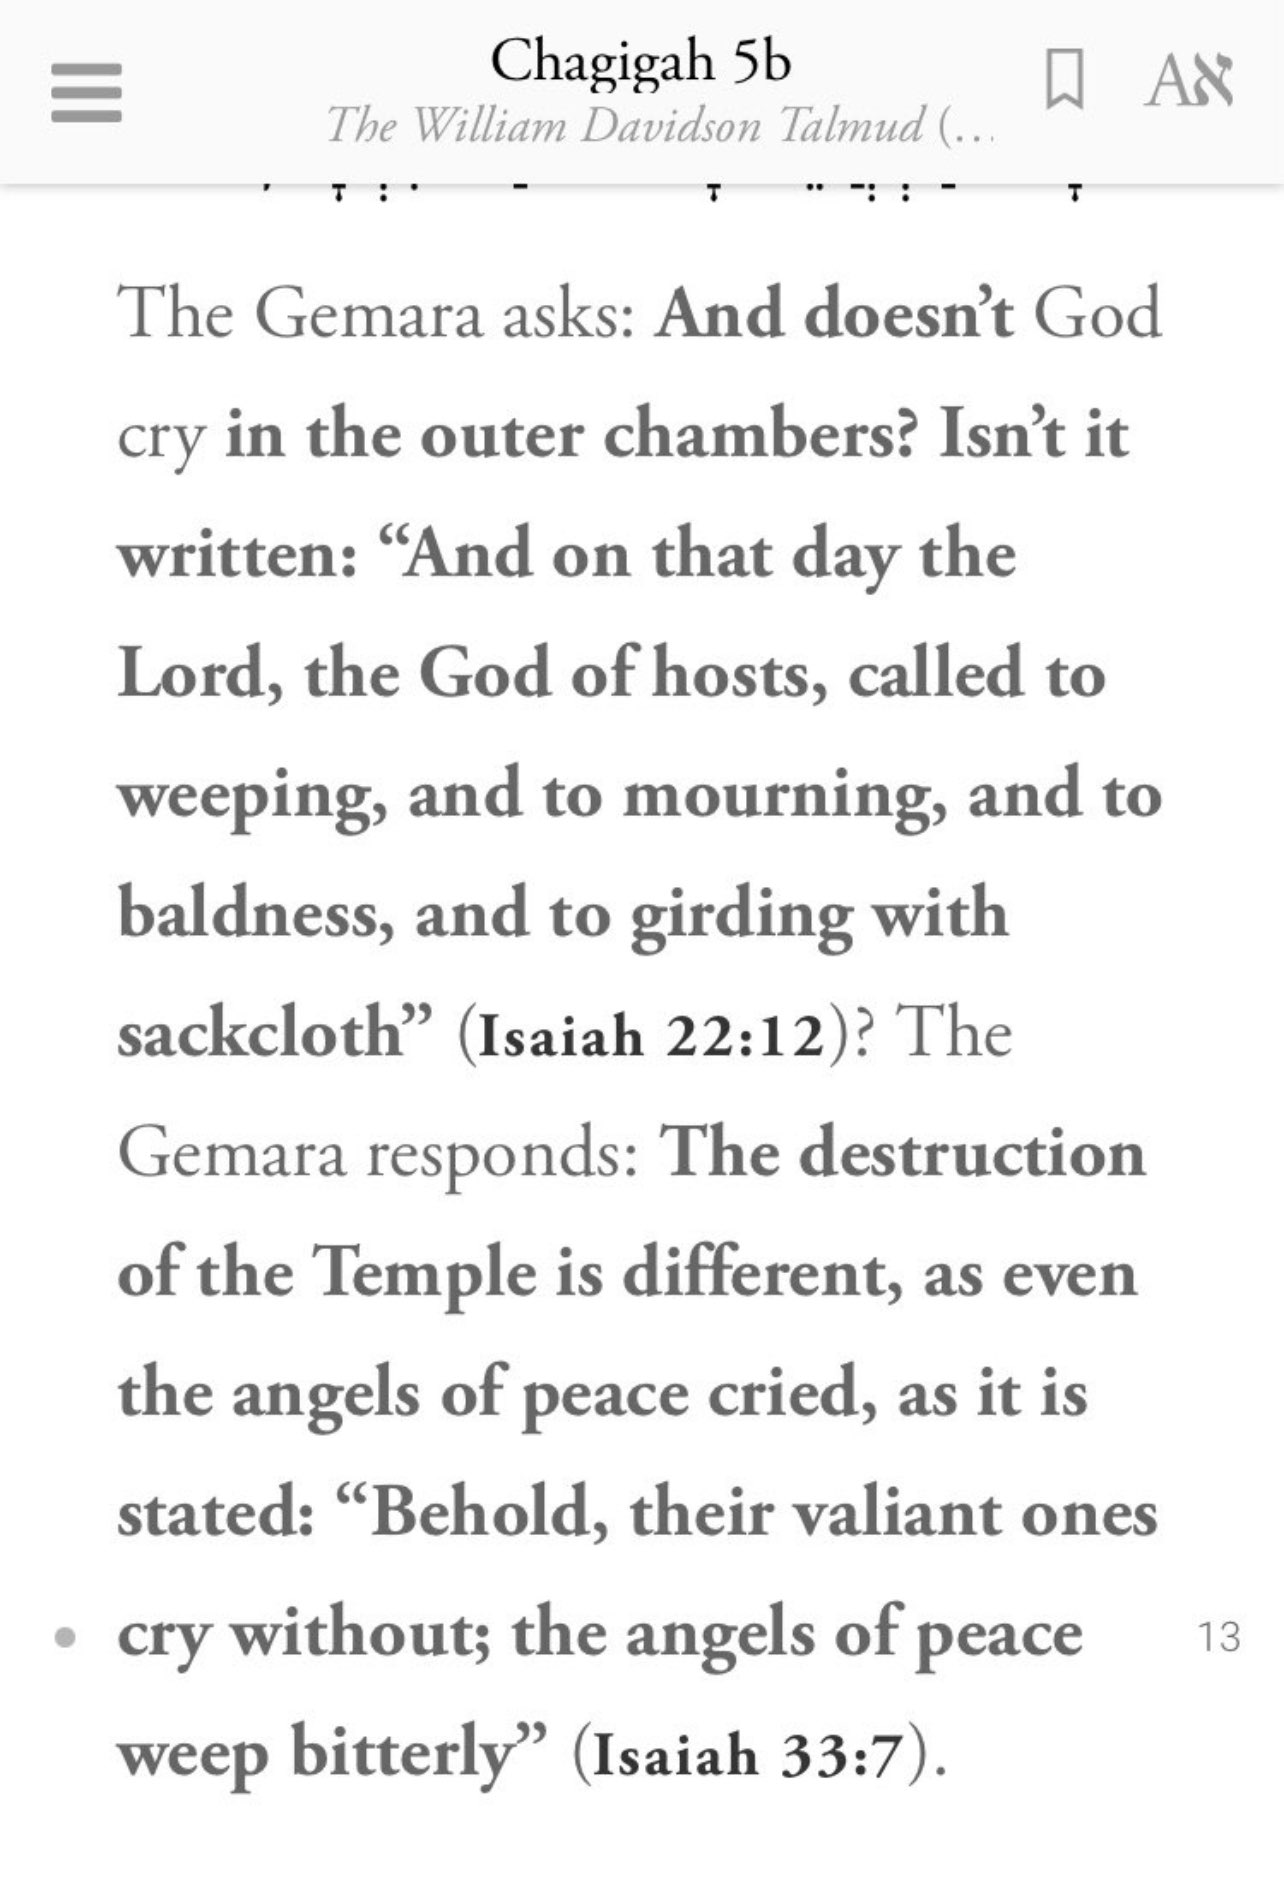 Chagigah 5b
The William Davidson Talmud (...
Aא
The Gemara asks: And doesn’t God
cry in the outer chambers? Isn’t it
written: “And on that day the
Lord, the God of hosts, called to
weeping, and to mourning, and to
baldness, and to girding with
sackcloth” (Isaiah 22:12)? The
Gemara responds: The destruction
of the Temple is different, as even
the angels of peace cried, as it is
stated: “Behold, their valiant ones
cry without; the angels of peace
13
weep bitterly” (Isaiah 33:7).